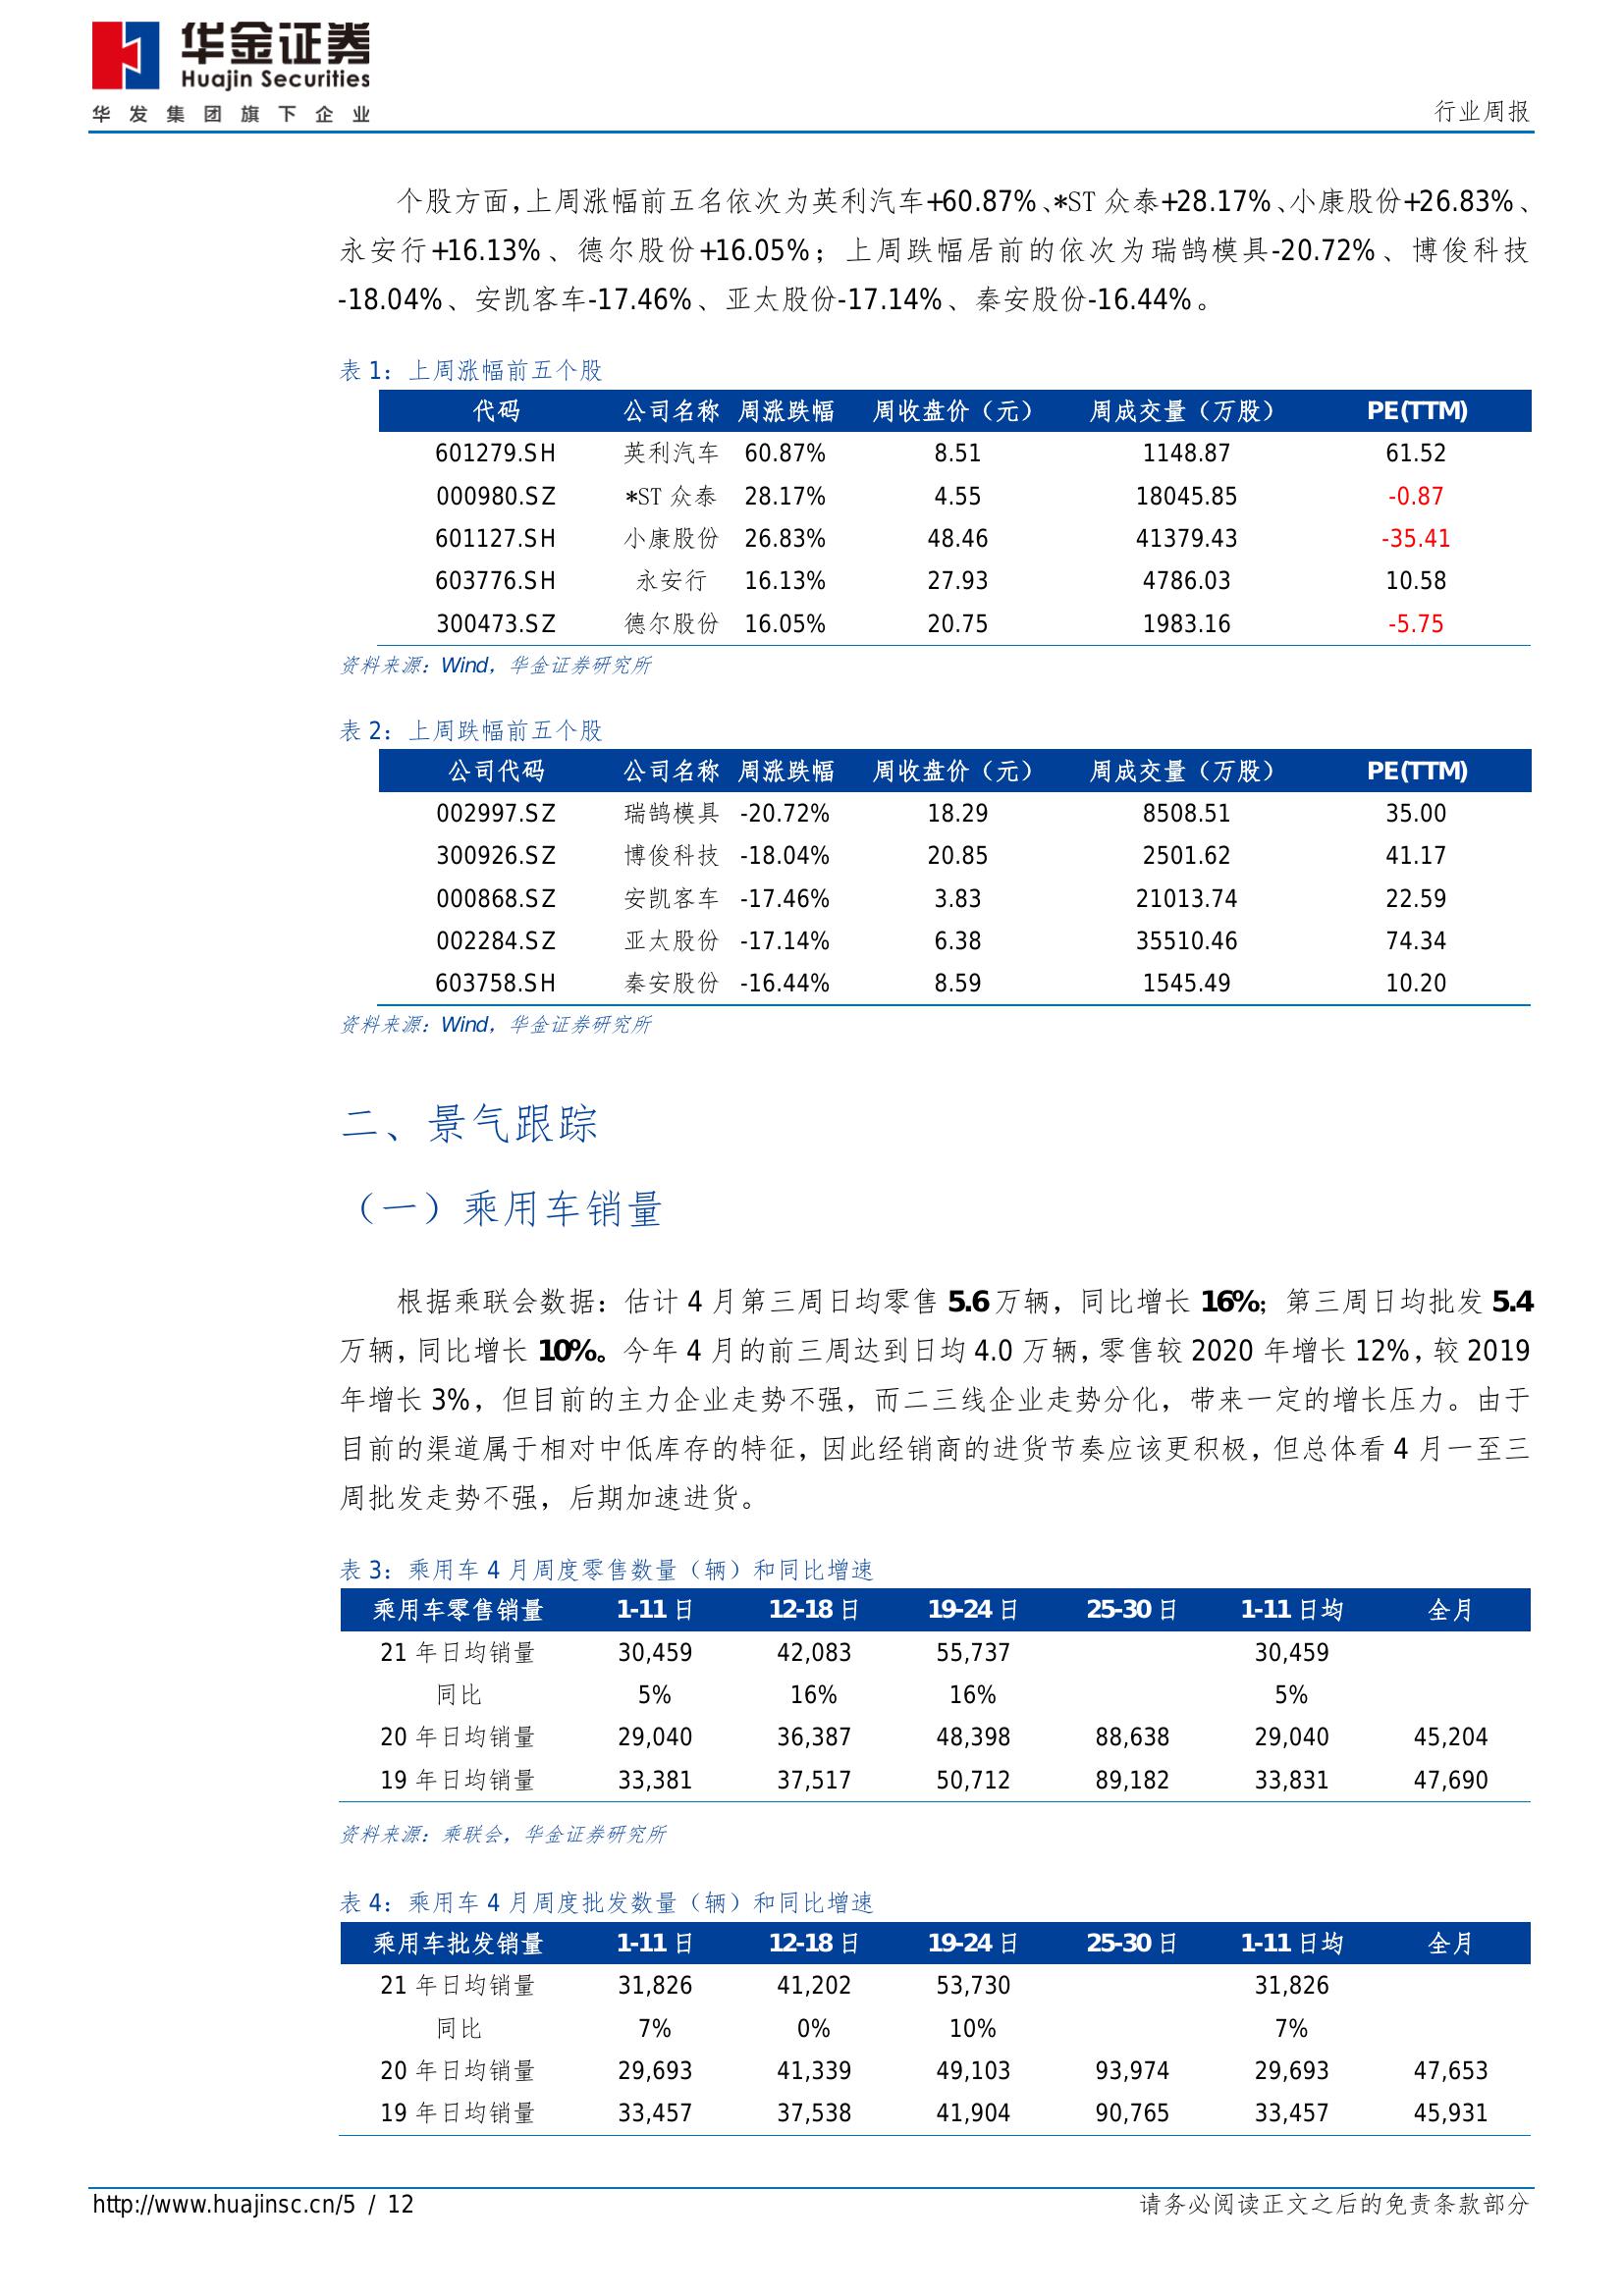 华金证券
Huajin Securities
华发集团旗下企业
行业周报
个股方面,上周涨幅前五名依次为英利汽车+60.87%、*ST 众泰+28.17%、小康股份+26.83%、
永安行+16.13%、德尔股份+16.05%；上周跌幅居前的依次为瑞鹄模具-20.72%、博俊科技
-18.04%、安凯客车-17.46%、亚太股份-17.14%、秦安股份-16.44%。
表 1：上周涨幅前五个股
代码 公司名称 周涨跌幅 周收盘价（元） 周成交量（万股） PE(TTM)
601279.SH 英利汽车 60.87% 8.51 1148.87 61.52
000980.SZ *ST 众泰 28.17% 4.55 18045.85 -0.87
601127.SH 小康股份 26.83% 48.46 41379.43 -35.41
603776.SH 永安行 16.13% 27.93 4786.03 10.58
300473.SZ 德尔股份 16.05% 20.75 1983.16 -5.75
资料来源：Wind，华金证券研究所
表 2：上周跌幅前五个股
公司代码 公司名称 周涨跌幅 周收盘价（元） 周成交量（万股） PE(TTM)
002997.SZ 瑞鹄模具 -20.72% 18.29 8508.51 35.00
300926.SZ 博俊科技 -18.04% 20.85 2501.62 41.17
000868.SZ 安凯客车 -17.46% 3.83 21013.74 22.59
002284.SZ 亚太股份 -17.14% 6.38 35510.46 74.34
603758.SH 秦安股份 -16.44% 8.59 1545.49 10.20
资料来源：Wind，华金证券研究所
二、景气跟踪
（一）乘用车销量
根据乘联会数据：估计 4 月第三周日均零售 5.6 万辆，同比增长 16%；第三周日均批发 5.4
万辆，同比增长 10%。今年 4 月的前三周达到日均 4.0 万辆，零售较 2020 年增长 12%，较 2019
年增长 3%，但目前的主力企业走势不强，而二三线企业走势分化，带来一定的增长压力。由于
目前的渠道属于相对中低库存的特征，因此经销商的进货节奏应该更积极，但总体看 4 月一至三
周批发走势不强，后期加速进货。
表 3：乘用车 4 月周度零售数量（辆）和同比增速
乘用车零售销量 1-11 日 12-18 日 19-24 日 25-30 日 1-11 日均 全月
21 年日均销量 30,459 42,083 55,737 30,459
同比 5% 16% 16% 5%
20 年日均销量 29,040 36,387 48,398 88,638 29,040 45,204
19 年日均销量 33,381 37,517 50,712 89,182 33,831 47,690
资料来源：乘联会，华金证券研究所
表 4：乘用车 4 月周度批发数量（辆）和同比增速
乘用车批发销量 1-11 日 12-18 日 19-24 日 25-30 日 1-11 日均 全月
21 年日均销量 31,826 41,202 53,730 31,826
同比 7% 0% 10% 7%
20 年日均销量 29,693 41,339 49,103 93,974 29,693 47,653
19 年日均销量 33,457 37,538 41,904 90,765 33,457 45,931
http://www.huajinsc.cn/5 / 12
请务必阅读正文之后的免责条款部分